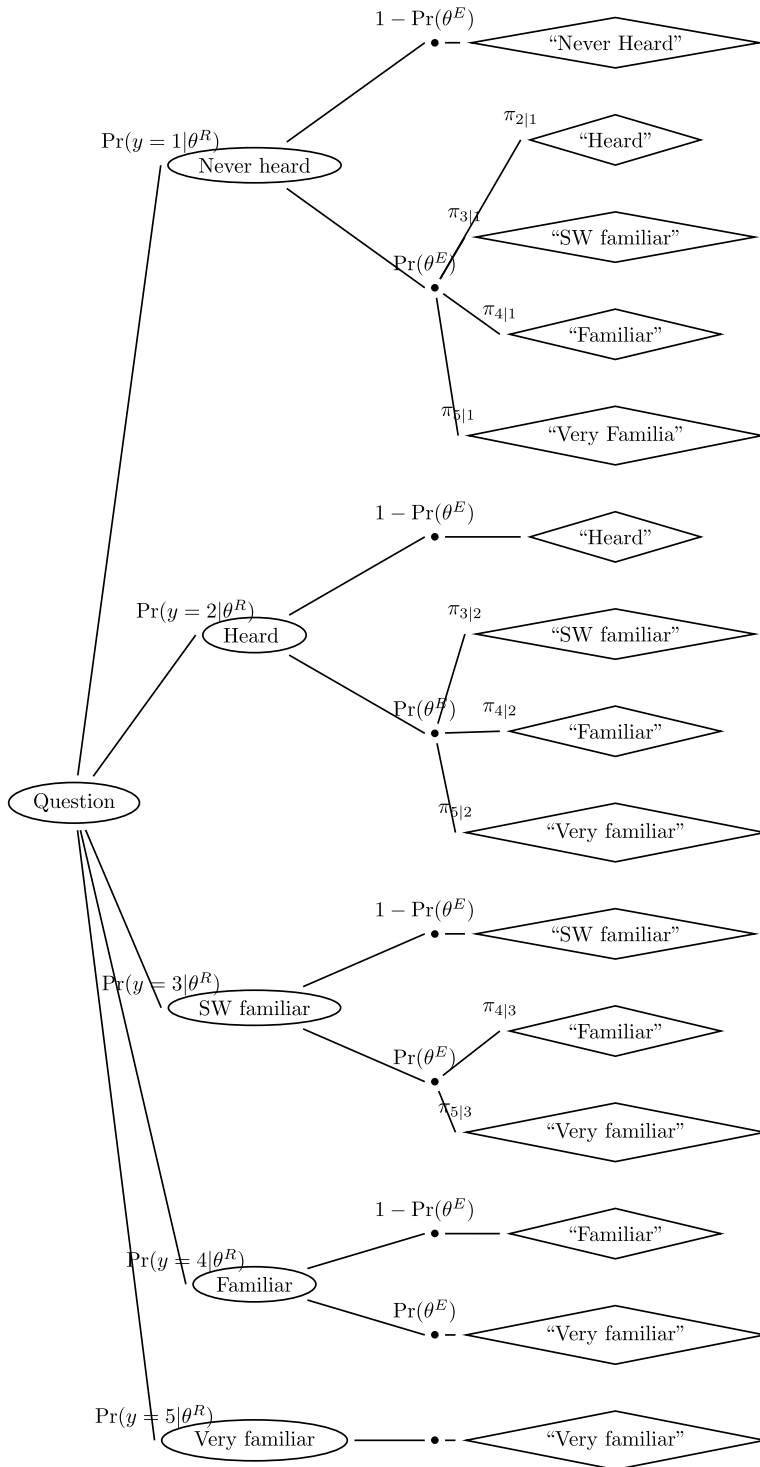 1 − Pr(θ^E)
“Never Heard”
π_{2|1}
“Heard”
Pr(y = 1|θ^R)
Never heard
π_{3|1}
“SW familiar”
Pr(θ^E)
π_{4|1}
“Familiar”
π_{5|1}
“Very Familia”
1 − Pr(θ^E)
“Heard”
Pr(y = 2|θ^R)
Heard
π_{3|2}
“SW familiar”
Pr(θ^E)
π_{4|2}
“Familiar”
Question
π_{5|2}
“Very familiar”
1 − Pr(θ^E)
“SW familiar”
Pr(y = 3|θ^R)
SW familiar
π_{4|3}
“Familiar”
Pr(θ^E)
π_{5|3}
“Very familiar”
1 − Pr(θ^E)
“Familiar”
Pr(y = 4|θ^R)
Familiar
Pr(θ^E)
“Very familiar”
Pr(y = 5|θ^R)
Very familiar
“Very familiar”